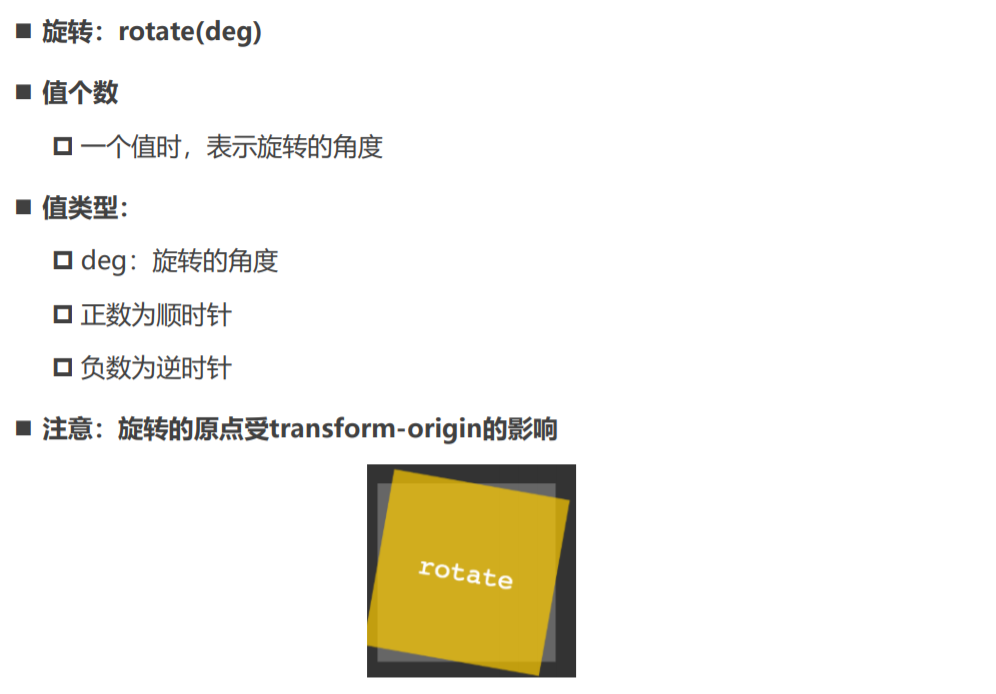 旋转：rotate(deg)
值个数
一个值时，表示旋转的角度
值类型：
deg：旋转的角度
正数为顺时针
负数为逆时针
注意：旋转的原点受transform-origin的影响
rotate